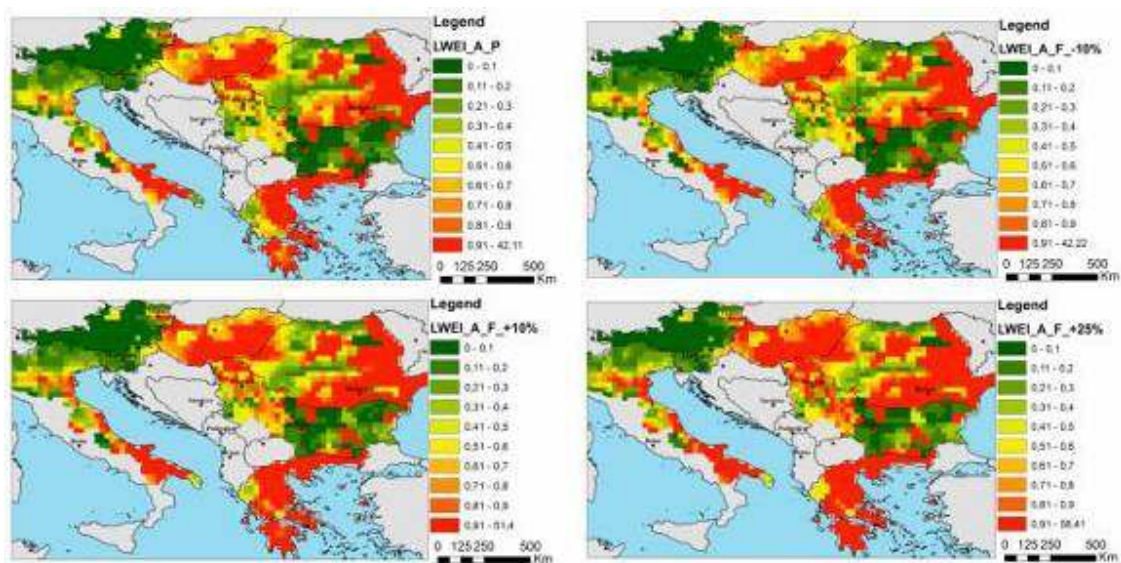 Legend
LWEI_A_P
0 - 0.1
0,11 - 0,2
0,21 - 0,3
0,31 - 0,4
0,41 - 0,5
0,51 - 0,6
0,61 - 0,7
0,71 - 0,8
0,81 - 0,9
0,91 - 42,11
0 125 250 500
Km
Legend
LWEI_A_F_-10%
0 - 0,1
0,11 - 0,2
0,21 - 0,3
0,31 - 0,4
0,41 - 0,5
0,51 - 0,6
0,61 - 0,7
0,71 - 0,8
0,81 - 0,9
0,91 - 42,22
0 125 250 500
Km
Legend
LWEI_A_F_+10%
0 - 0,1
0,11 - 0,2
0,21 - 0,3
0,31 - 0,4
0,41 - 0,5
0,51 - 0,6
0,61 - 0,7
0,71 - 0,8
0,81 - 0,9
0,91 - 51,4
0 125 250 500
Km
Legend
LWEI_A_F_+25%
0 - 0,1
0,11 - 0,2
0,21 - 0,3
0,31 - 0,4
0,41 - 0,5
0,51 - 0,6
0,61 - 0,7
0,71 - 0,8
0,81 - 0,9
0,91 - 58,41
0 125 250 500
Km